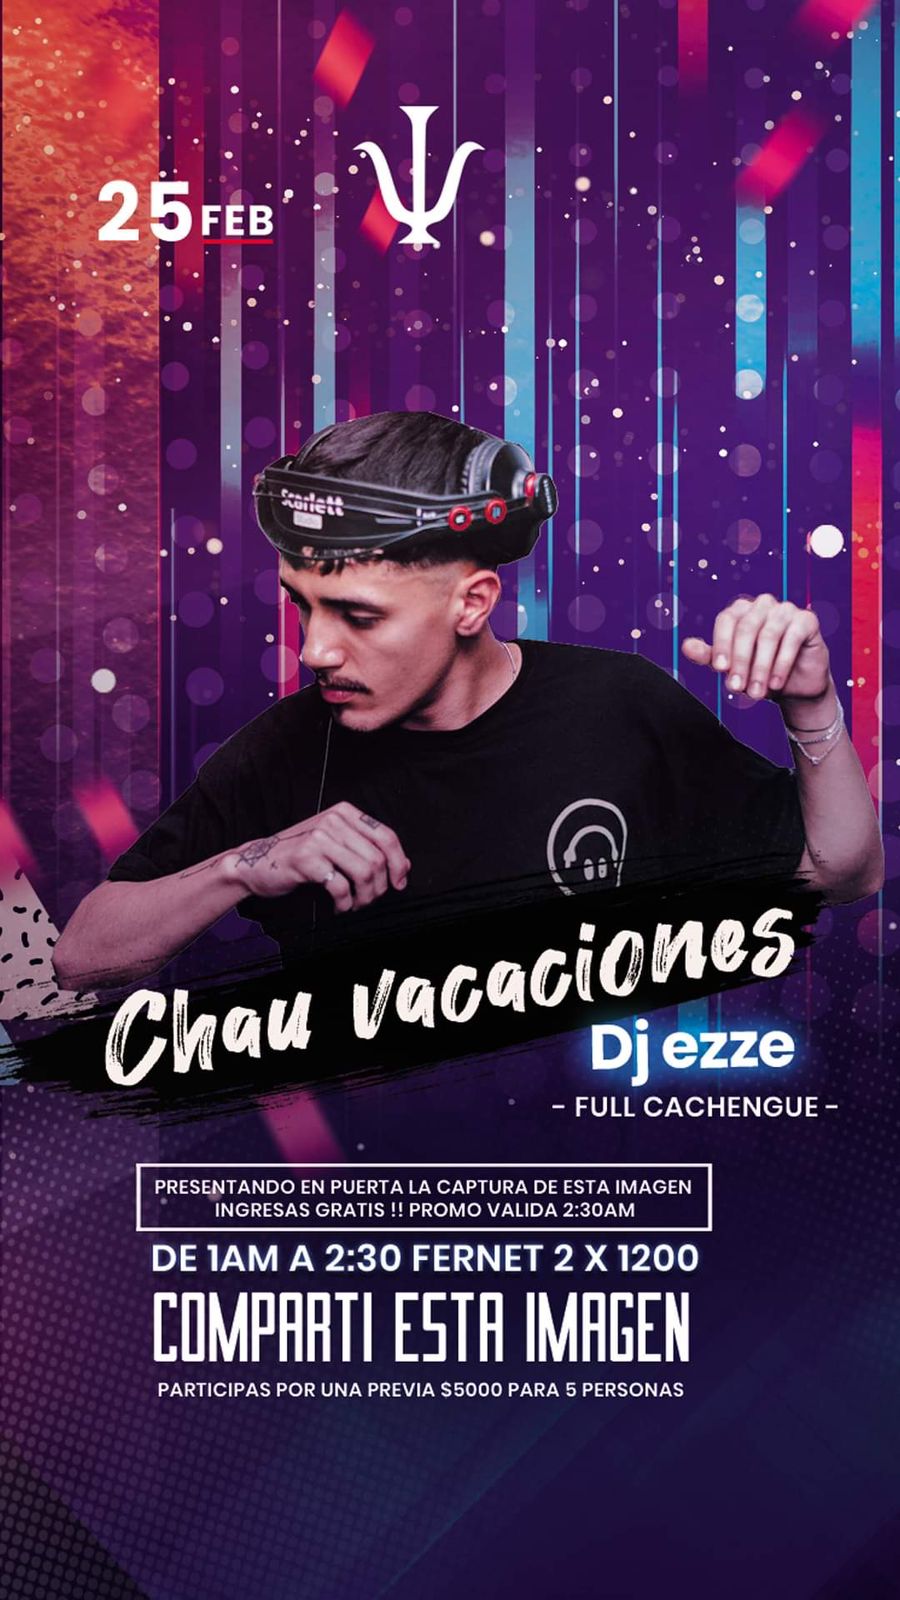 25 FEB
Scarlett
Studio
Chau vacaciones
Dj ezze
- FULL CACHENGUE -
PRESENTANDO EN PUERTA LA CAPTURA DE ESTA IMAGEN
INGRESAS GRATIS !! PROMO VALIDA 2:30AM
DE 1AM A 2:30 FERNET 2 X 1200
COMPARTI ESTA IMAGEN
PARTICIPAS POR UNA PREVIA $5000 PARA 5 PERSONAS